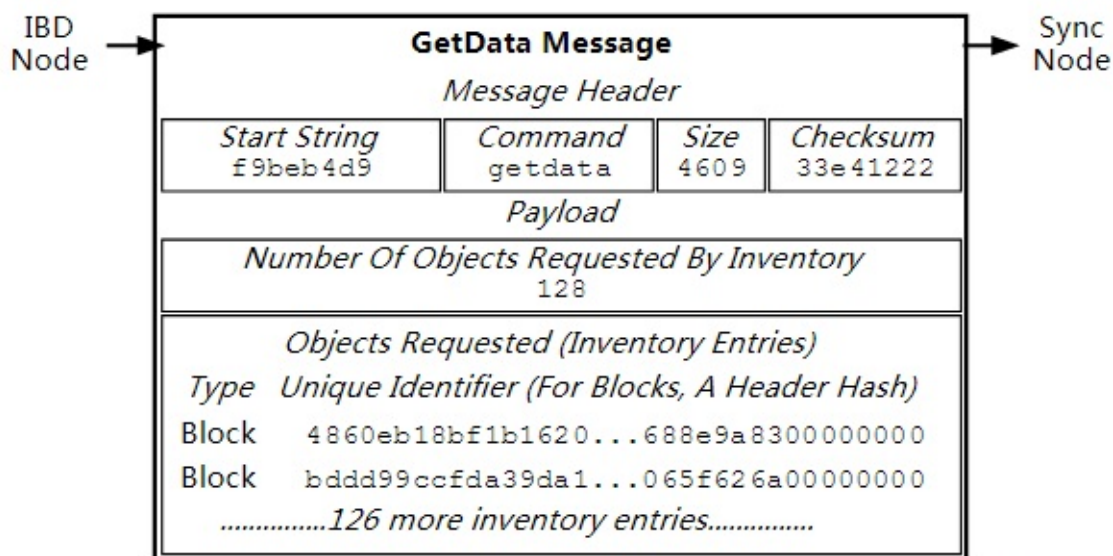 IBD
Node
GetData Message
Sync
Node
Message Header
Start String Command Size Checksum
f9beb4d9 getdata 4609 33e41222
Payload
Number Of Objects Requested By Inventory
128
Objects Requested (Inventory Entries)
Type Unique Identifier (For Blocks, A Header Hash)
Block 4860eb18bf1b1620...688e9a8300000000
Block bddd99ccfda39da1...065f626a00000000
...............126 more inventory entries...............